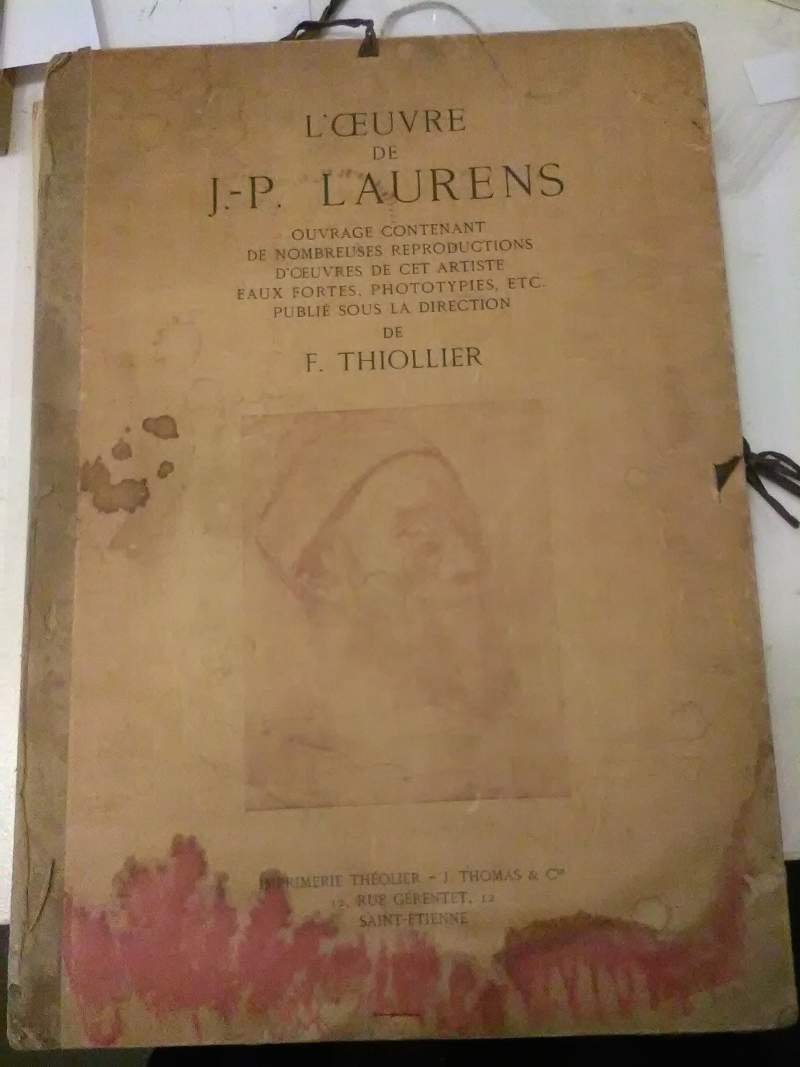 L'ŒUVRE
DE
J.-P. LAURENS
OUVRAGE CONTENANT
DE NOMBREUSES REPRODUCTIONS
D'ŒUVRES DE CET ARTISTE
EAUX FORTES, PHOTOTYPIES, ETC.
PUBLIÉ SOUS LA DIRECTION
DE
F. THIOLLIER
IMPRIMERIE THÉOLIER - J. THOMAS & Cie
12, RUE GÉRENTET, 12
SAINT-ÉTIENNE